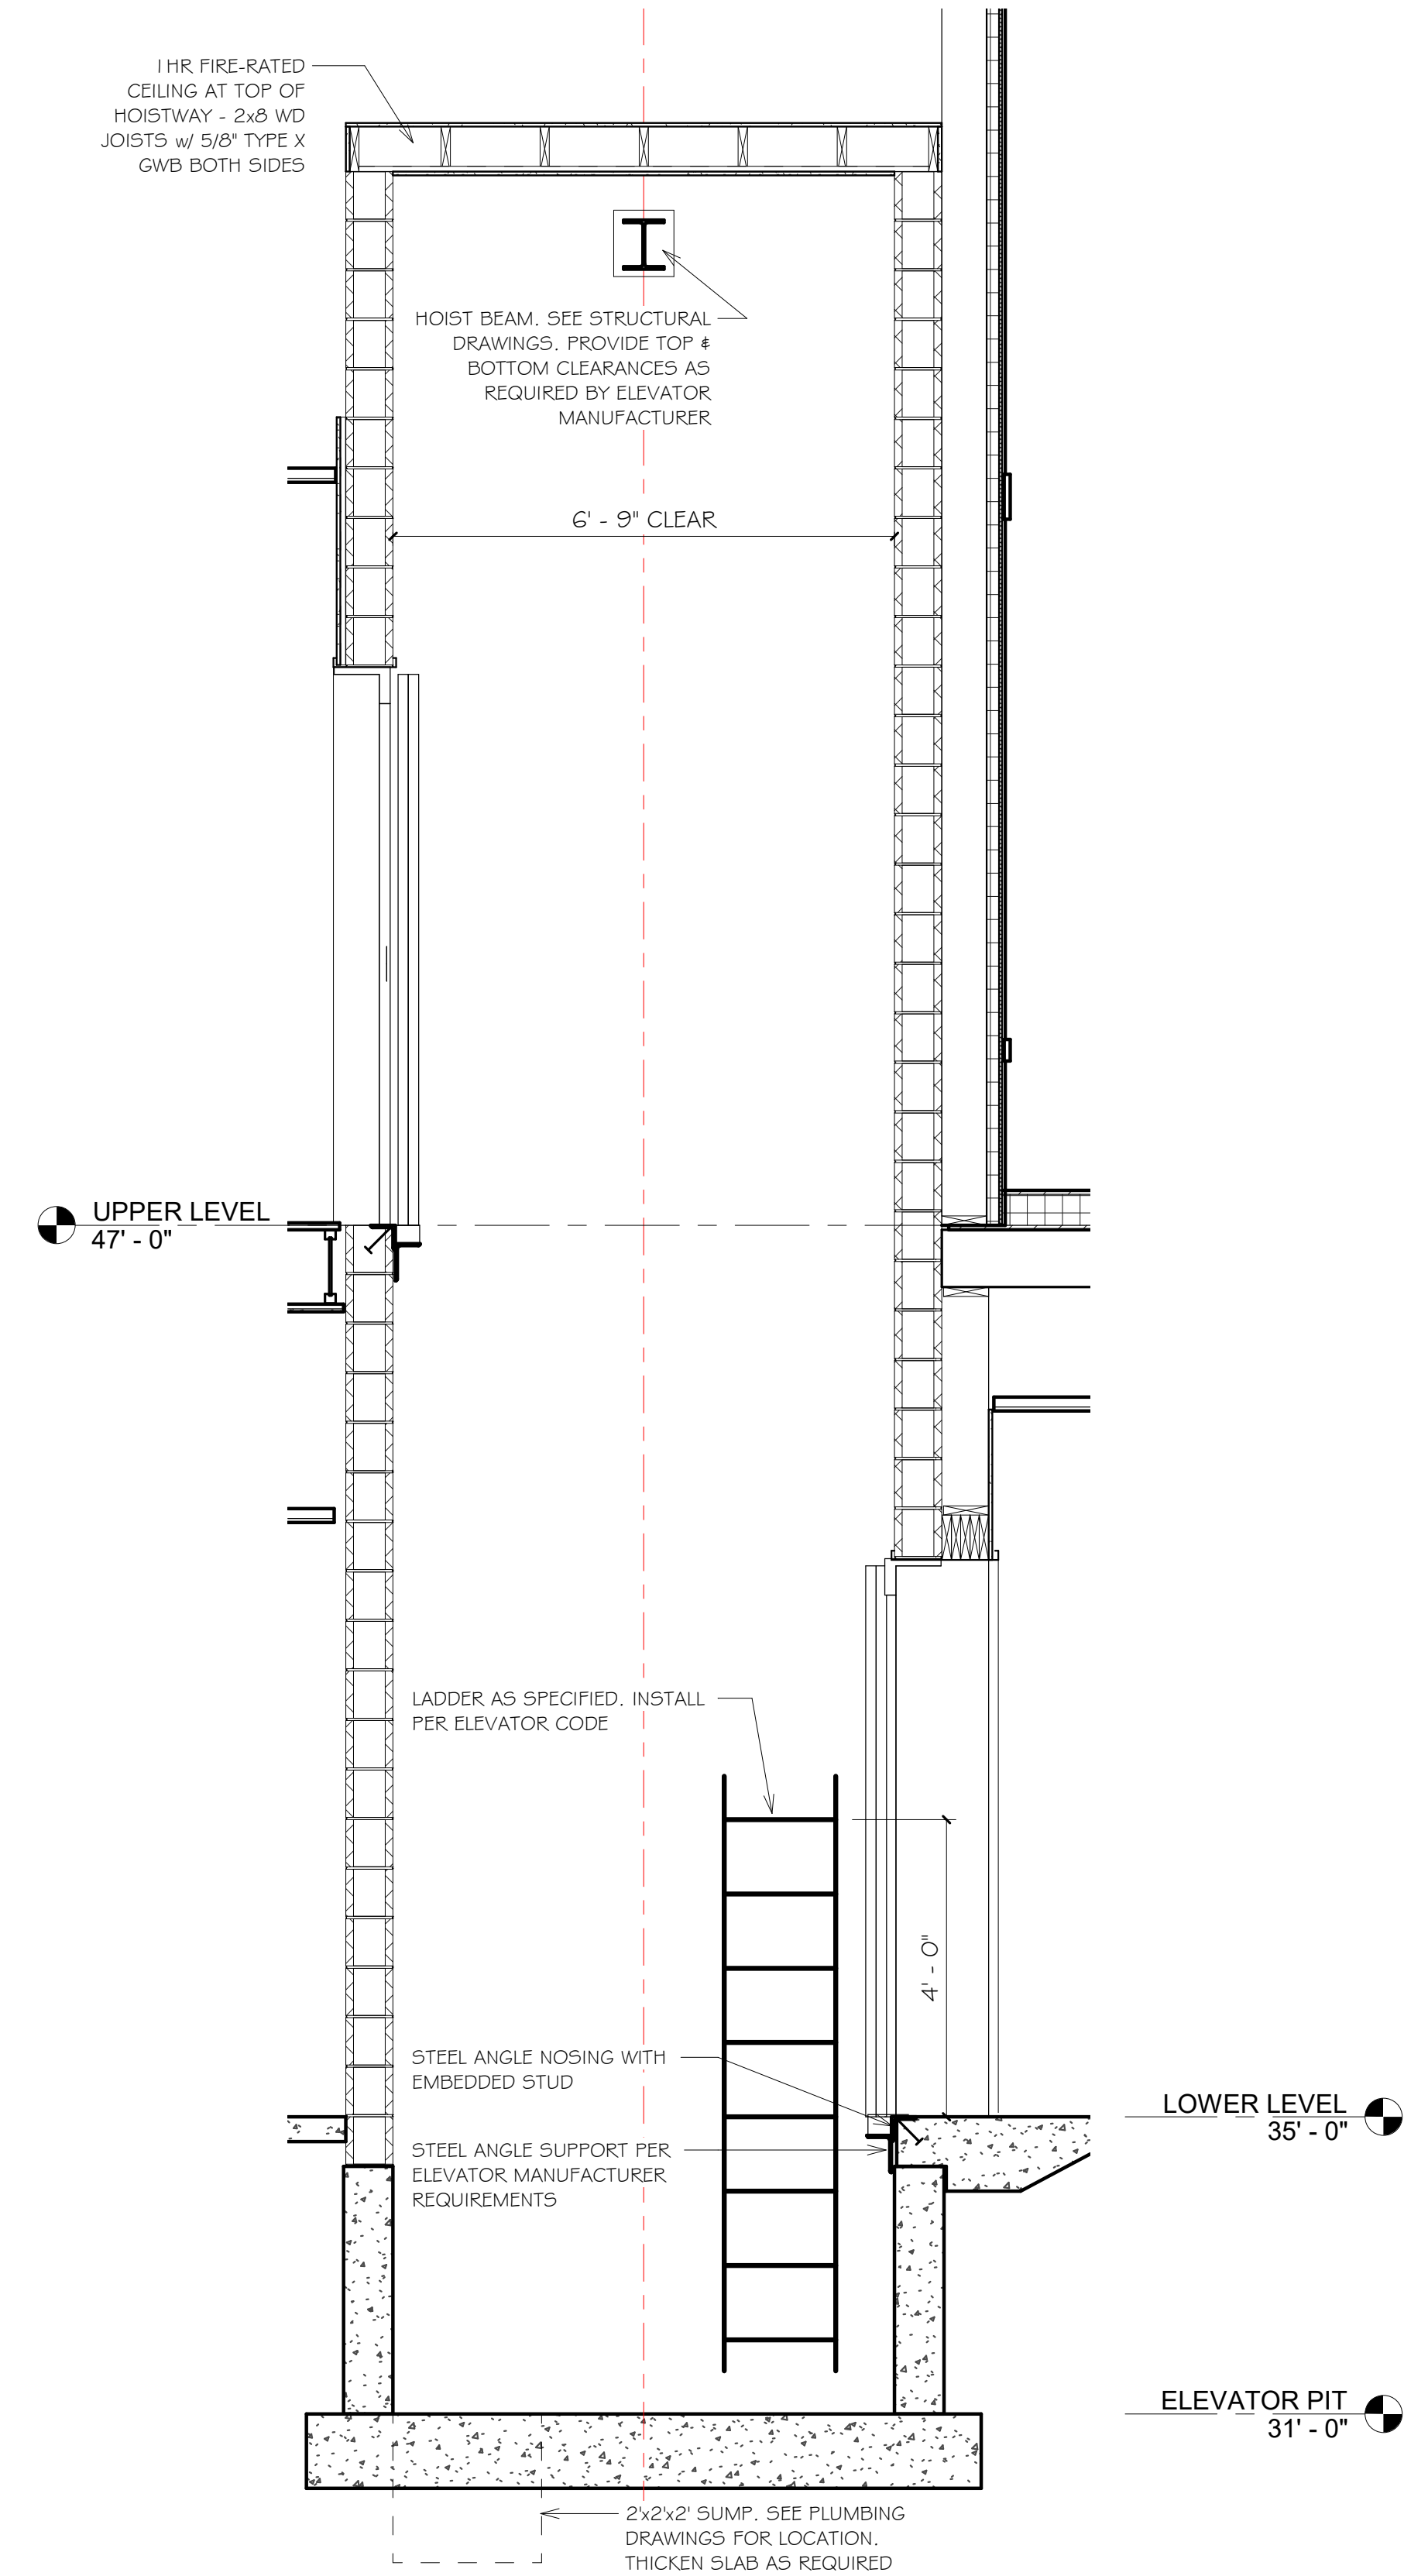 1 HR FIRE-RATED
CEILING AT TOP OF
HOISTWAY - 2x8 WD
JOISTS w/ 5/8" TYPE X
GWB BOTH SIDES
HOIST BEAM. SEE STRUCTURAL
DRAWINGS. PROVIDE TOP &
BOTTOM CLEARANCES AS
REQUIRED BY ELEVATOR
MANUFACTURER
6' - 9" CLEAR
UPPER LEVEL
47' - 0"
LADDER AS SPECIFIED. INSTALL
PER ELEVATOR CODE
4' - 0"
STEEL ANGLE NOSING WITH
EMBEDDED STUD
STEEL ANGLE SUPPORT PER
ELEVATOR MANUFACTURER
REQUIREMENTS
LOWER LEVEL
35' - 0"
ELEVATOR PIT
31' - 0"
2'x2'x2' SUMP. SEE PLUMBING
DRAWINGS FOR LOCATION.
THICKEN SLAB AS REQUIRED